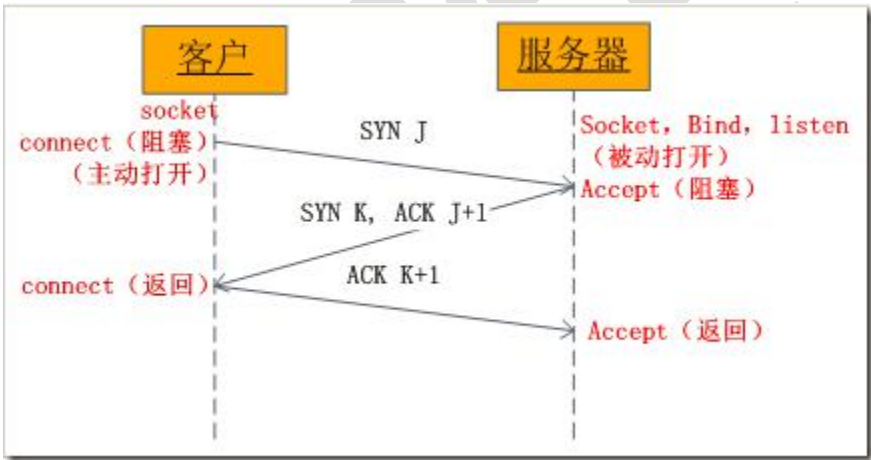 客户
服务器
socket
connect（阻塞）
（主动打开）
SYN J
Socket, Bind, listen
（被动打开）
Accept（阻塞）
SYN K, ACK J+1
connect（返回）
ACK K+1
Accept（返回）